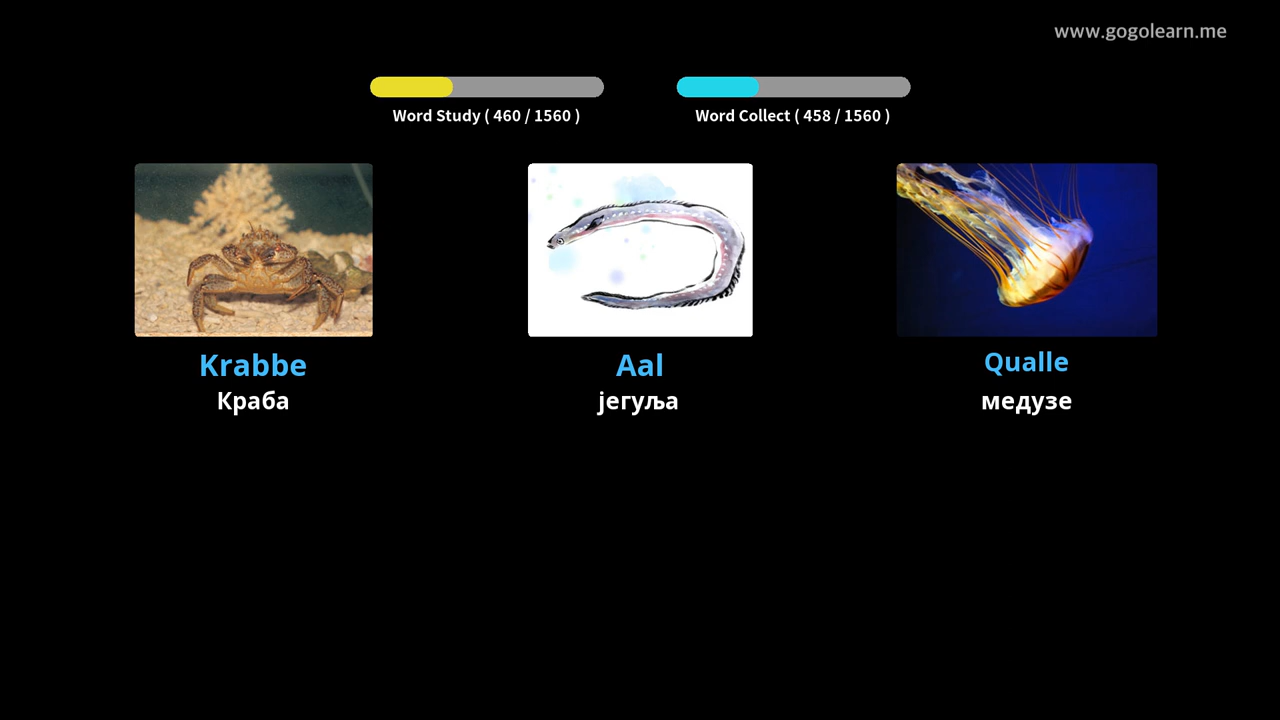 www.gogolearn.me
Word Study ( 460 / 1560 )
Word Collect ( 458 / 1560 )
Krabbe
Краба
Aal
јегуља
Qualle
медузе